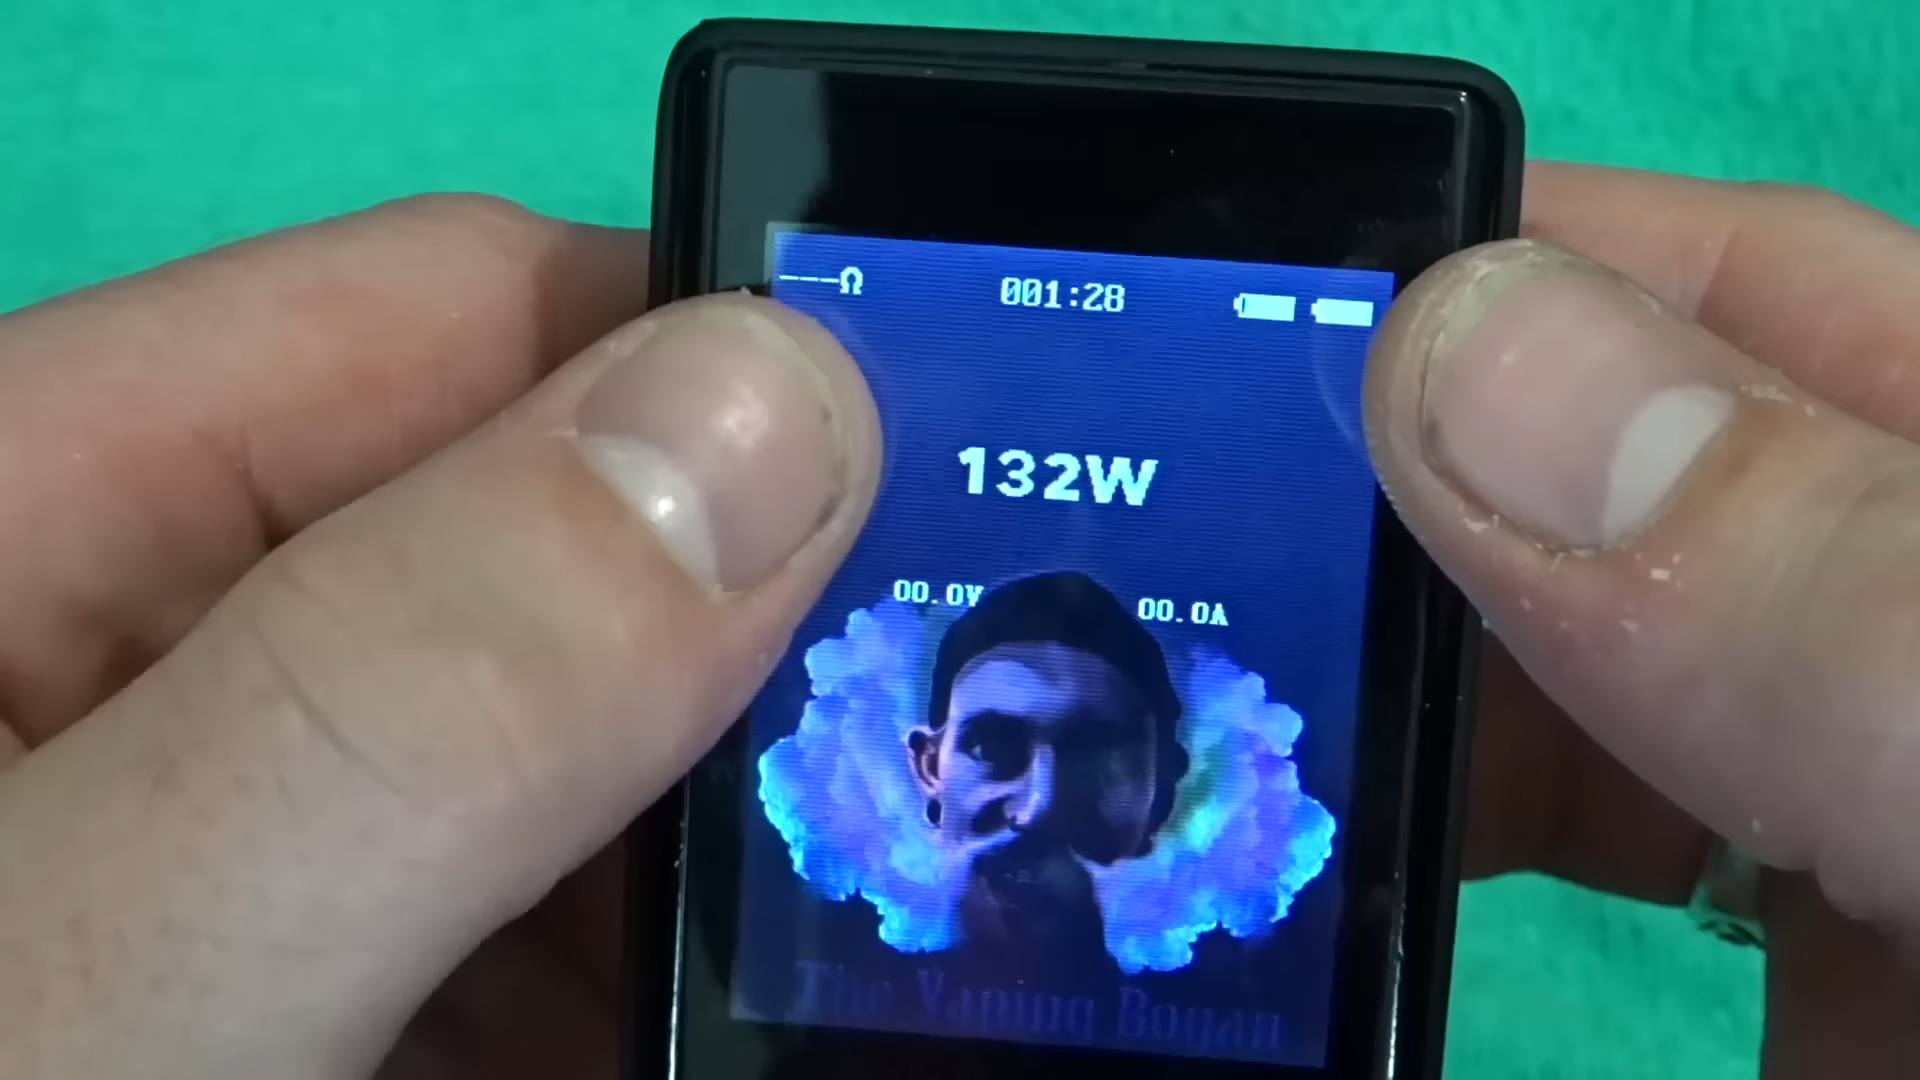 ---Ω 001:28
132W
00.0V 00.0A
The Vaping Bogan